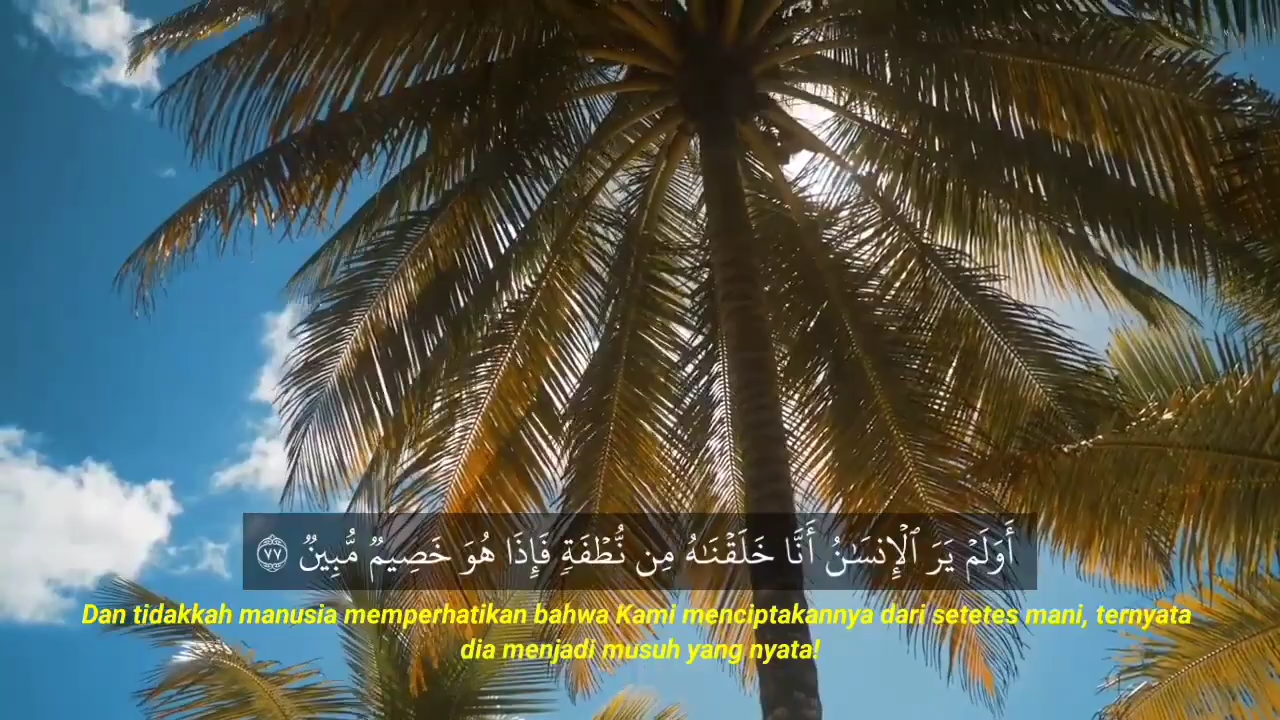 أَوَلَمْ يَرَ ٱلْإِنسَـٰنُ أَنَّا خَلَقْنَـٰهُ مِن نُّطْفَةٍۢ فَإِذَا هُوَ خَصِيمٌۭ مُّبِينٌۭ ٧٧
Dan tidakkah manusia memperhatikan bahwa Kami menciptakannya dari setetes mani, ternyata
dia menjadi musuh yang nyata!